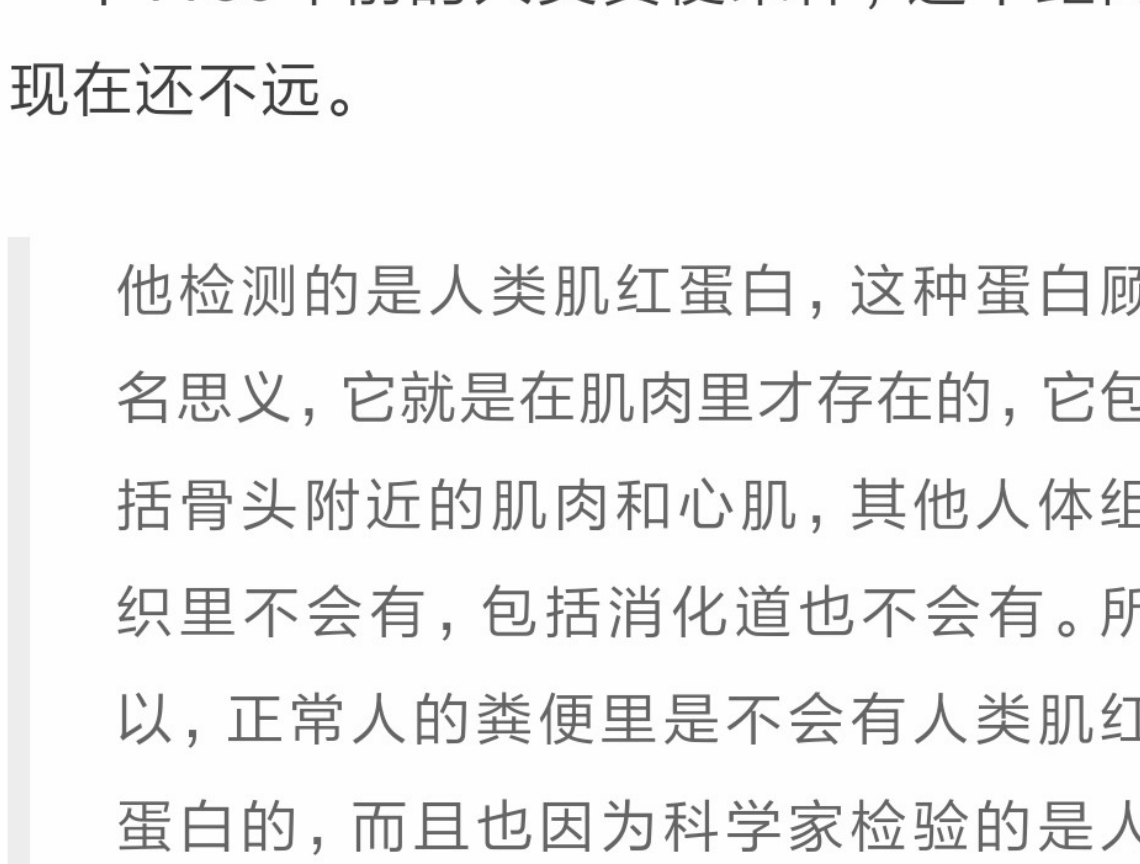 现在还不远。
他检测的是人类肌红蛋白，这种蛋白顾
名思义，它就是在肌肉里才存在的，它包
括骨头附近的肌肉和心肌，其他人体组
织里不会有，包括消化道也不会有。所
以，正常人的粪便里是不会有人类肌红
蛋白的，而且也因为科学家检验的是人